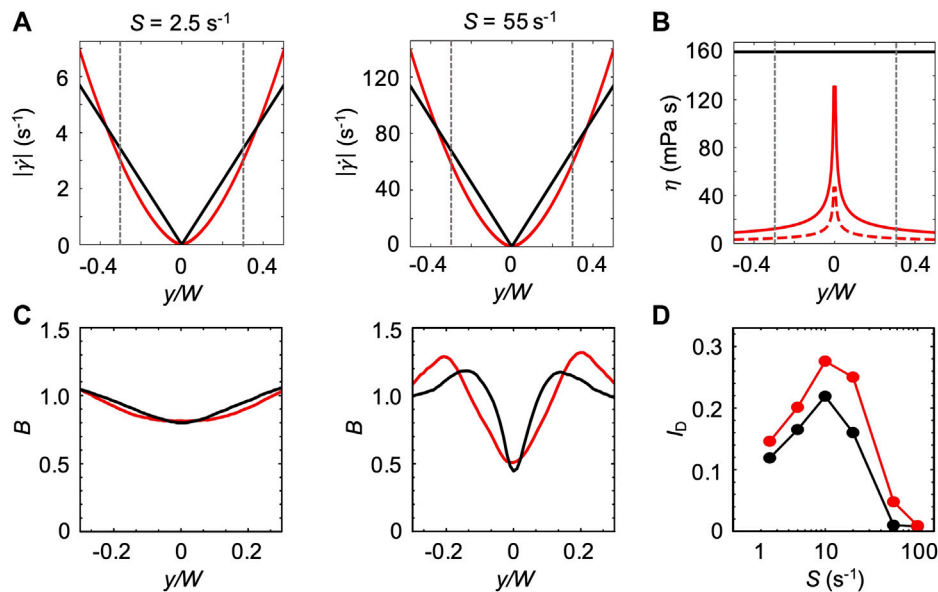 A
S = 2.5 s⁻¹
S = 55 s⁻¹
B
|γ̇| (s⁻¹)
6
4
2
0
-0.4
0
0.4
y/W
|γ̇| (s⁻¹)
120
80
40
0
-0.4
0
0.4
y/W
η (mPa s)
160
120
80
40
0
-0.4
0
0.4
y/W
C
D
B
1.5
1.0
0.5
0
-0.2
0
0.2
y/W
B
1.5
1.0
0.5
0
-0.2
0
0.2
y/W
I_D
0.3
0.2
0.1
0
1
10
100
S (s⁻¹)